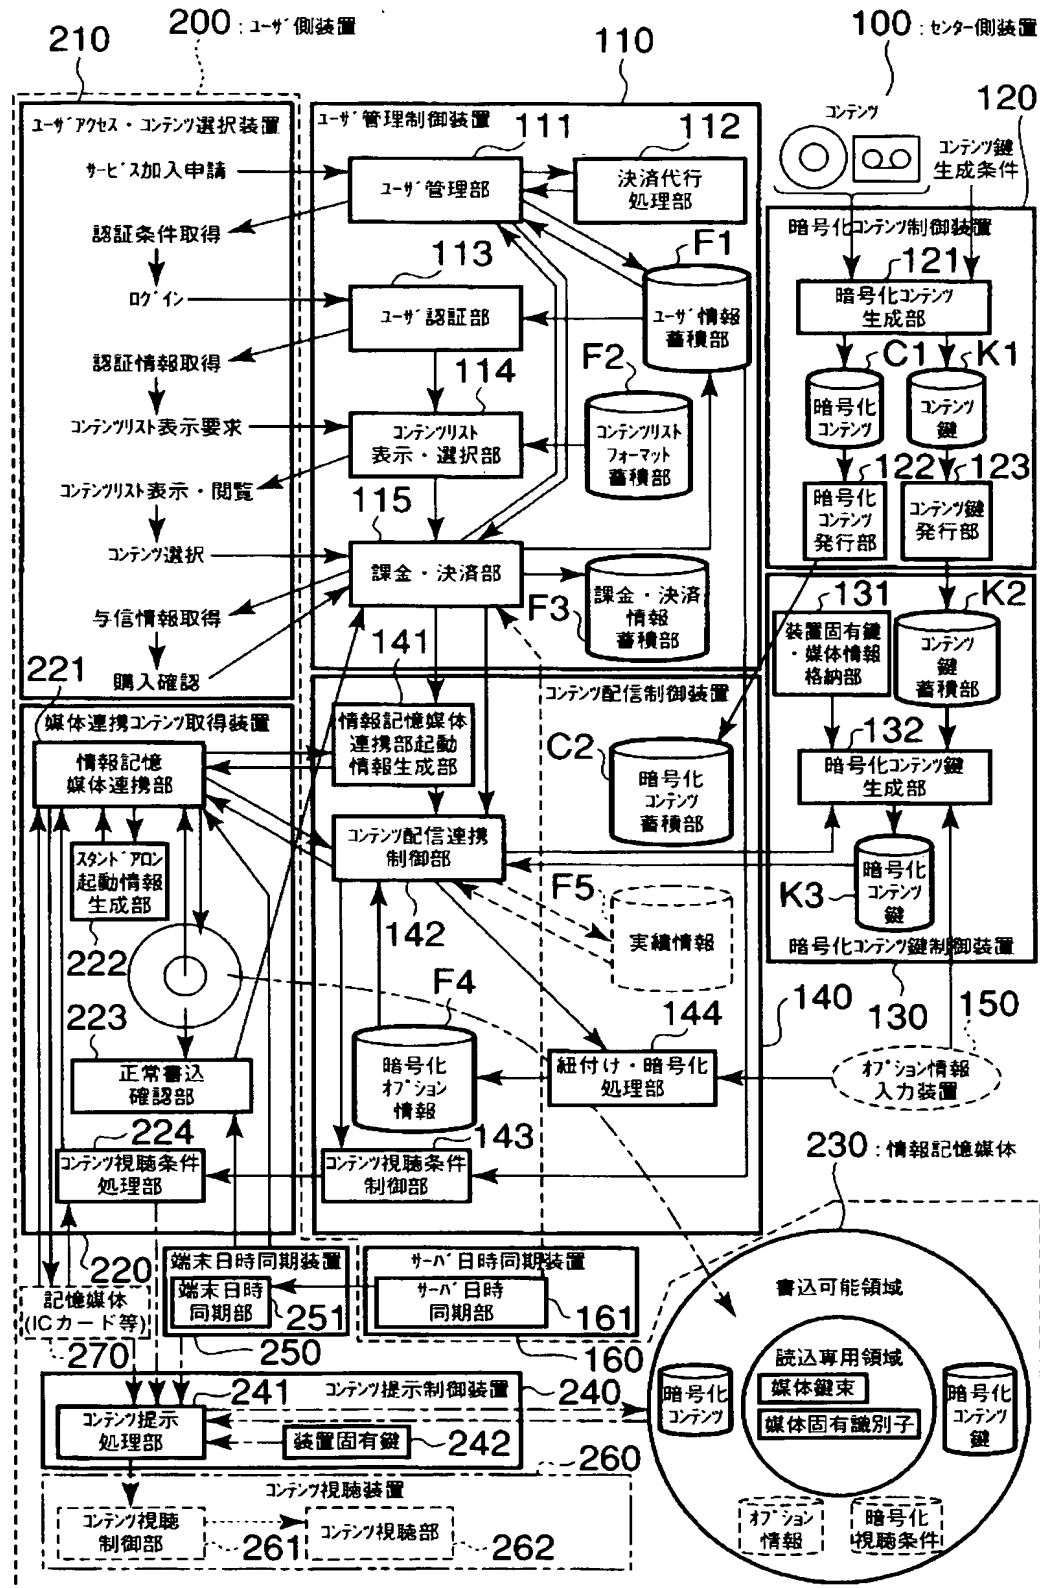 200：ユーザ側装置
210
110
100：センター側装置
120
ユーザアクセス・コンテンツ選択装置
サービス加入申請
認証条件取得
ログイン
認証情報取得
コンテンツリスト表示要求
コンテンツリスト表示・閲覧
コンテンツ選択
与信情報取得
購入確認
ユーザ管理制御装置
111
ユーザ管理部
112
決済代行
処理部
113
ユーザ認証部
F1
ユーザ情報
蓄積部
114
コンテンツリスト
表示・選択部
F2
コンテンツリスト
フォーマット
蓄積部
115
課金・決済部
F3
課金・決済
情報
蓄積部
コンテンツ
コンテンツ鍵
生成条件
暗号化コンテンツ制御装置
121
暗号化コンテンツ
生成部
C1
暗号化
コンテンツ
K1
コンテンツ
鍵
122
暗号化
コンテンツ
発行部
123
コンテンツ鍵
発行部
131
装置固有鍵
・媒体情報
格納部
K2
コンテンツ
鍵
蓄積部
132
暗号化コンテンツ鍵
生成部
K3
暗号化
コンテンツ
鍵
暗号化コンテンツ鍵制御装置
130
221
媒体連携コンテンツ取得装置
情報記憶
媒体連携部
スタンドアロン
起動情報
生成部
222
223
正常書込
確認部
224
コンテンツ視聴条件
処理部
220
141
コンテンツ配信制御装置
情報記憶媒体
連携部起動
情報生成部
C2
暗号化
コンテンツ
蓄積部
コンテンツ配信連携
制御部
142
F5
実績情報
F4
暗号化
オプション
情報
144
紐付け・暗号化
処理部
140
143
コンテンツ視聴条件
制御部
150
オプション情報
入力装置
230：情報記憶媒体
記憶媒体
(ICカード等)
270
端末日時同期装置
端末日時
同期部
251
250
サーバ日時同期装置
サーバ日時
同期部
161
160
書込可能領域
読込専用領域
媒体鍵束
媒体固有識別子
暗号化
コンテンツ
暗号化
コンテンツ
鍵
オプション
情報
暗号化
視聴条件
241
コンテンツ提示制御装置
240
コンテンツ提示
処理部
装置固有鍵
242
260
コンテンツ視聴装置
コンテンツ視聴
制御部
261
コンテンツ視聴部
262